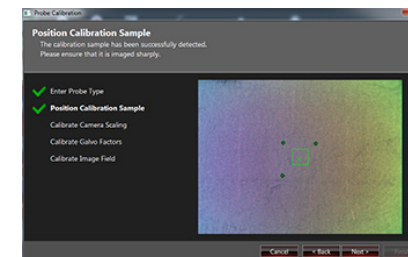 Probe Calibration
Position Calibration Sample
The calibration sample has been successfully detected.
Please ensure that it is imaged sharply.
Enter Probe Type
Position Calibration Sample
Calibrate Camera Scaling
Calibrate Galvo Factors
Calibrate Image Field
Cancel < Back Next >